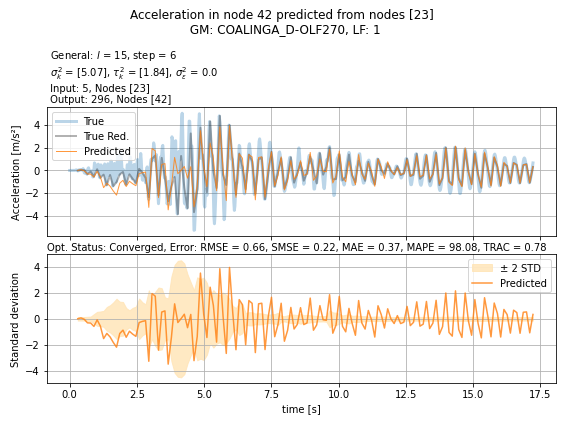 Acceleration in node 42 predicted from nodes [23]
GM: COALINGA_D-OLF270, LF: 1
General: l = 15, step = 6
σ²ₖ = [5.07], τ²ₖ = [1.84], σ²ε = 0.0
Input: 5, Nodes [23]
Output: 296, Nodes [42]
True
True Red.
Predicted
Acceleration [m/s²]
4
2
0
−2
−4
Opt. Status: Converged, Error: RMSE = 0.66, SMSE = 0.22, MAE = 0.37, MAPE = 98.08, TRAC = 0.78
± 2 STD
Predicted
Standard deviation
4
2
0
−2
−4
0.0 2.5 5.0 7.5 10.0 12.5 15.0 17.5
time [s]